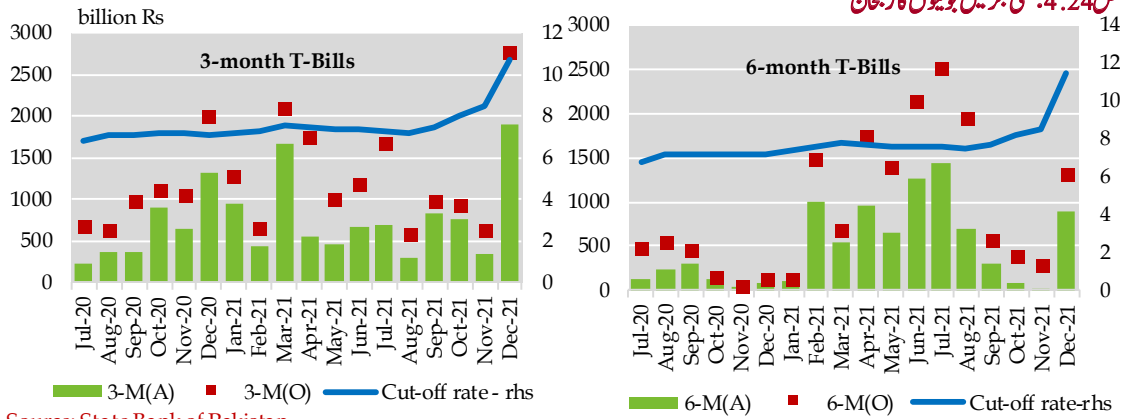 billion Rs
3-month T-Bills
3000
2500
2000
1500
1000
500
0
12
10
8
6
4
2
0
Jul-20
Aug-20
Sep-20
Oct-20
Nov-20
Dec-20
Jan-21
Feb-21
Mar-21
Apr-21
May-21
Jun-21
Jul-21
Aug-21
Sep-21
Oct-21
Nov-21
Dec-21
3-M(A) 3-M(O) Cut-off rate - rhs
6-month T-Bills
3000
2500
2000
1500
1000
500
0
14
12
10
8
6
4
2
0
Jul-20
Aug-20
Sep-20
Oct-20
Nov-20
Dec-20
Jan-21
Feb-21
Mar-21
Apr-21
May-21
Jun-21
Jul-21
Aug-21
Sep-21
Oct-21
Nov-21
Dec-21
6-M(A) 6-M(O) Cut-off rate-rhs
Source: State Bank of Pakistan